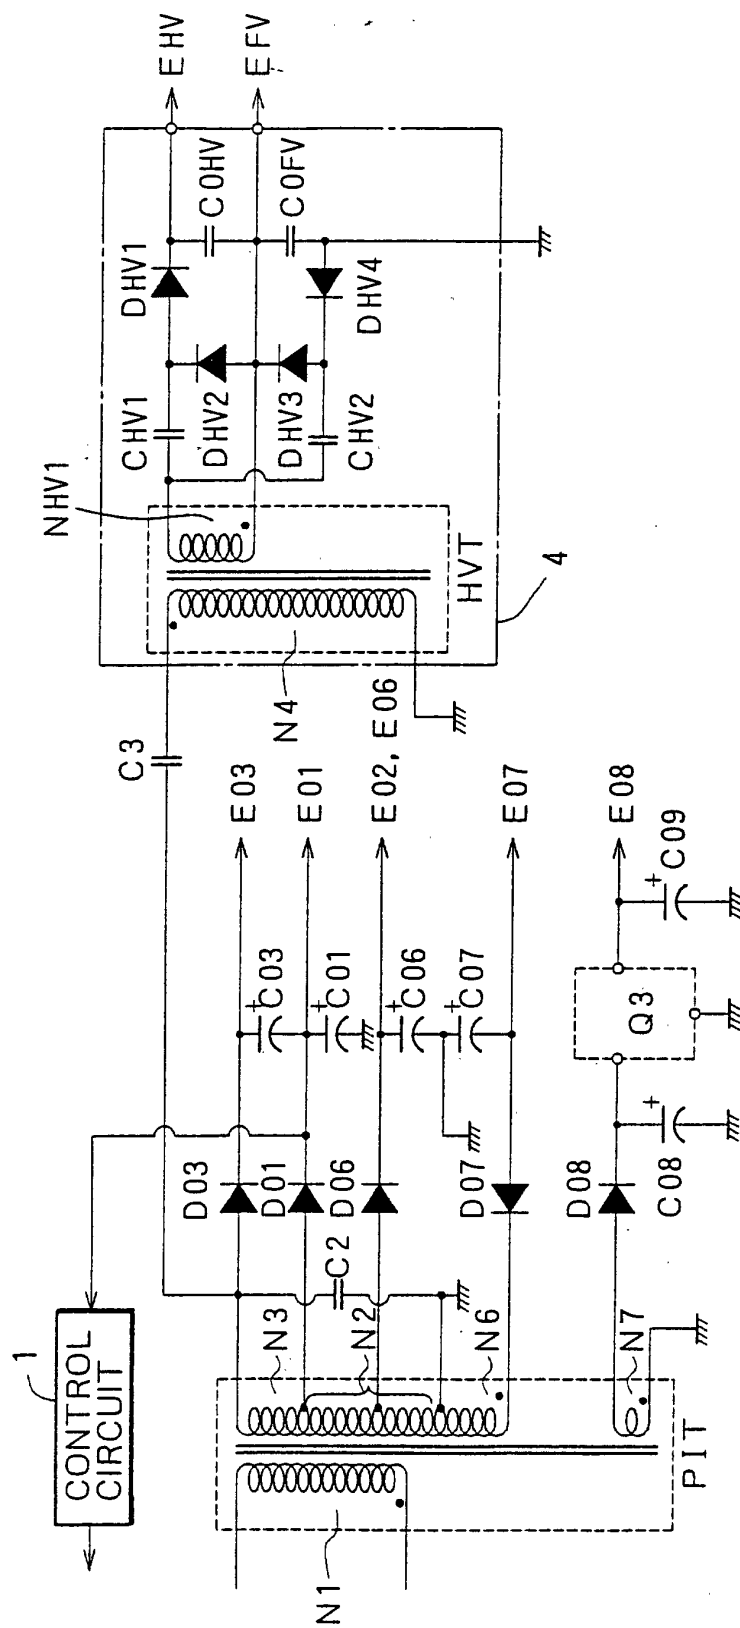 1
CONTROL
CIRCUIT
N1
N3
N2
N6
N7
PIT
C2
D03
D01
D06
D07
D08
+
C03
+
C01
+
C06
+
C07
+
C08
Q3
+
C09
E03
E01
E02, E06
E07
E08
C3
N4
HVT
4
NHV1
CHV1
DHV2
DHV3
CHV2
DHV1
DHV4
C0HV
C0FV
EHV
EFV